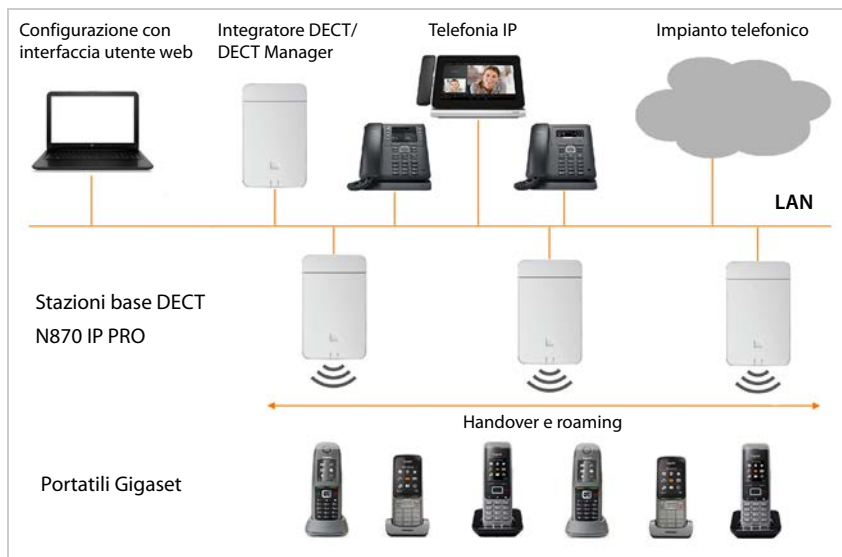 Configurazione con
interfaccia utente web
Integratore DECT/
DECT Manager
Telefonia IP
Impianto telefonico
LAN
Stazioni base DECT
N870 IP PRO
Handover e roaming
Portatili Gigaset